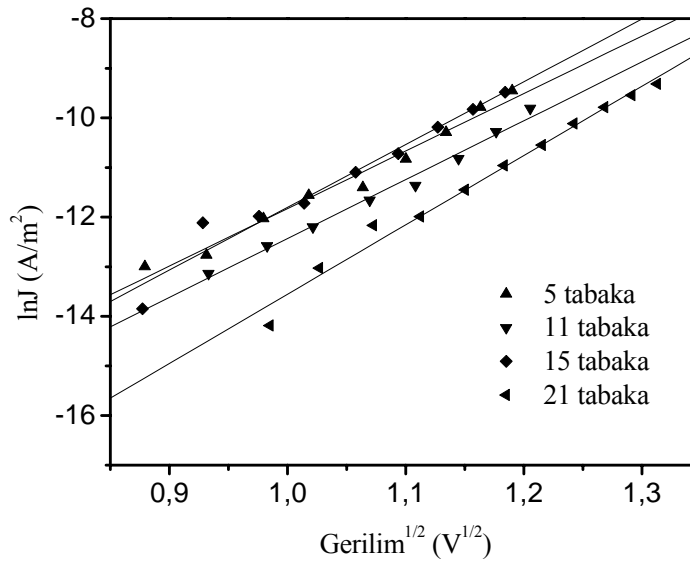 -8
-10
-12
-14
-16
lnJ (A/m²)
5 tabaka
11 tabaka
15 tabaka
21 tabaka
0,9 1,0 1,1 1,2 1,3
Gerilim^1/2 (V^1/2)